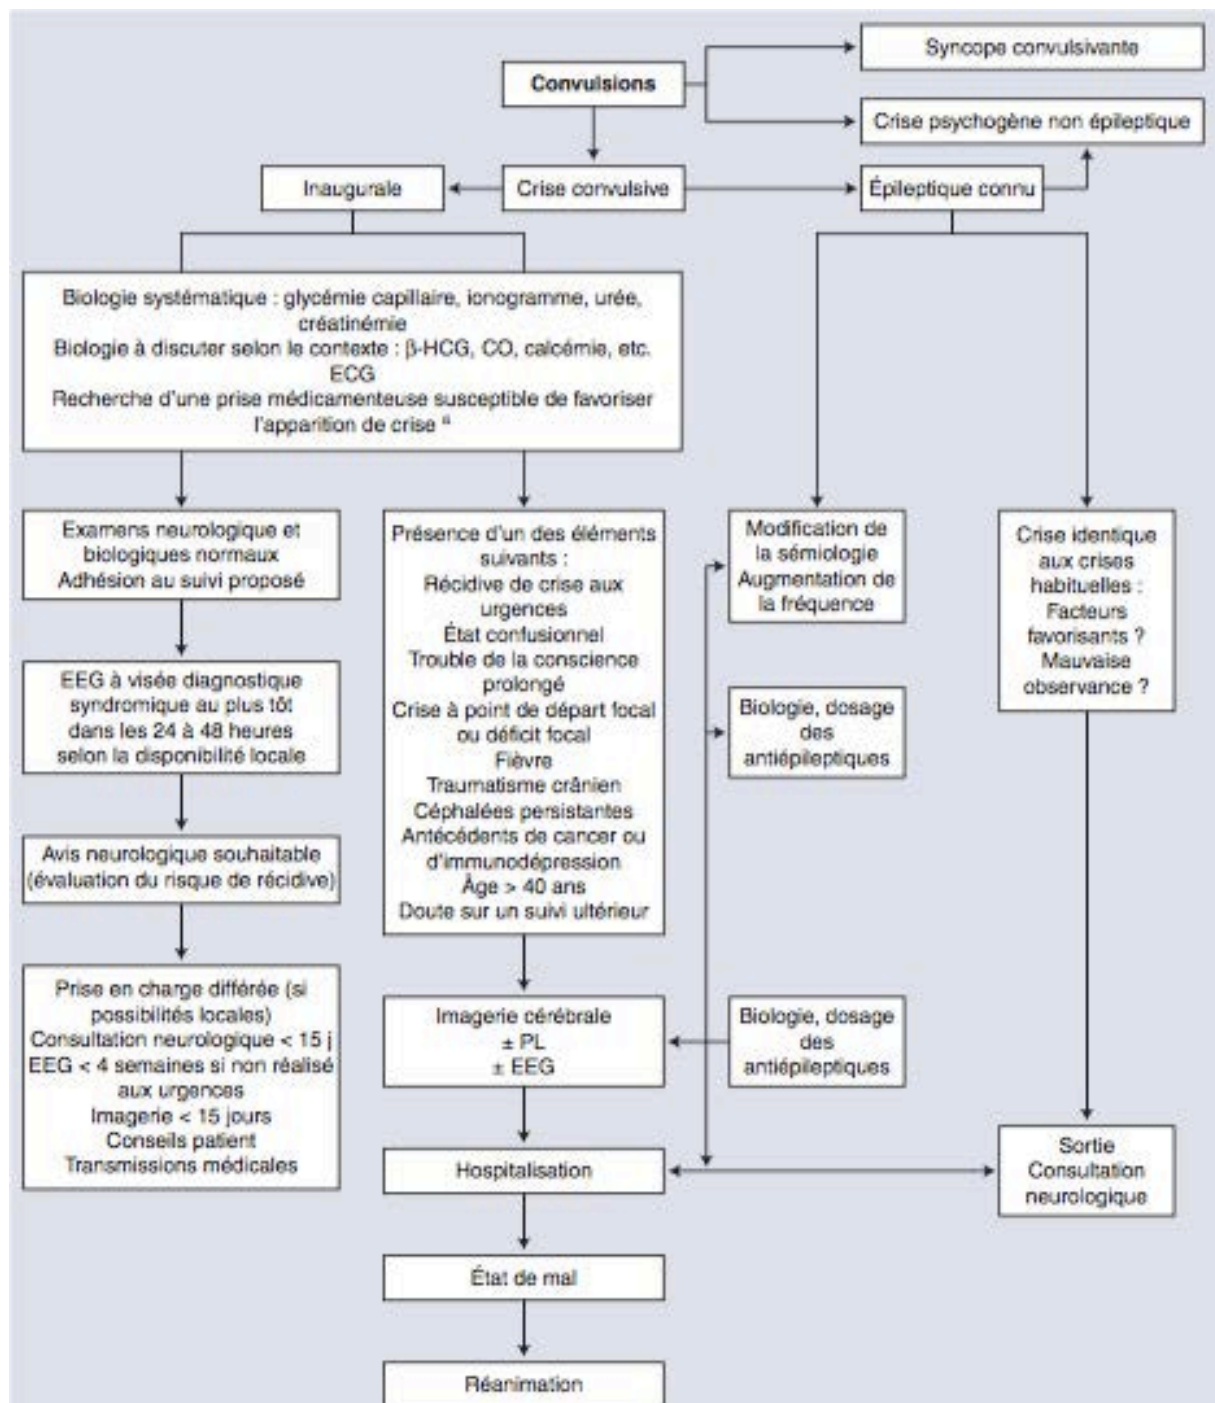 Syncope convulsivante
Convulsions
Crise psychogène non épileptique
Inaugurale
Crise convulsive
Épileptique connu
Biologie systématique : glycémie capillaire, ionogramme, urée,
créatinémie
Biologie à discuter selon le contexte : β-HCG, CO, calcémie, etc.
ECG
Recherche d'une prise médicamenteuse susceptible de favoriser
l'apparition de crise
Examens neurologique et
biologiques normaux
Adhésion au suivi proposé
EEG à visée diagnostique
syndromique au plus tôt
dans les 24 à 48 heures
selon la disponibilité locale
Avis neurologique souhaitable
(évaluation du risque de récidive)
Prise en charge différée (si
possibilités locales)
Consultation neurologique < 15 j
EEG < 4 semaines si non réalisé
aux urgences
Imagerie < 15 jours
Conseils patient
Transmissions médicales
Présence d'un des éléments
suivants :
Récidive de crise aux
urgences
État confusionnel
Trouble de la conscience
prolongé
Crise à point de départ focal
ou déficit focal
Fièvre
Traumatisme crânien
Céphalées persistantes
Antécédents de cancer ou
d'immunodépression
Âge > 40 ans
Doute sur un suivi ultérieur
Imagerie cérébrale
± PL
± EEG
Hospitalisation
État de mal
Réanimation
Modification de
la sémiologie
Augmentation de
la fréquence
Biologie, dosage
des
antiépileptiques
Biologie, dosage
des
antiépileptiques
Crise identique
aux crises
habituelles :
Facteurs
favorisants ?
Mauvaise
observance ?
Sortie
Consultation
neurologique